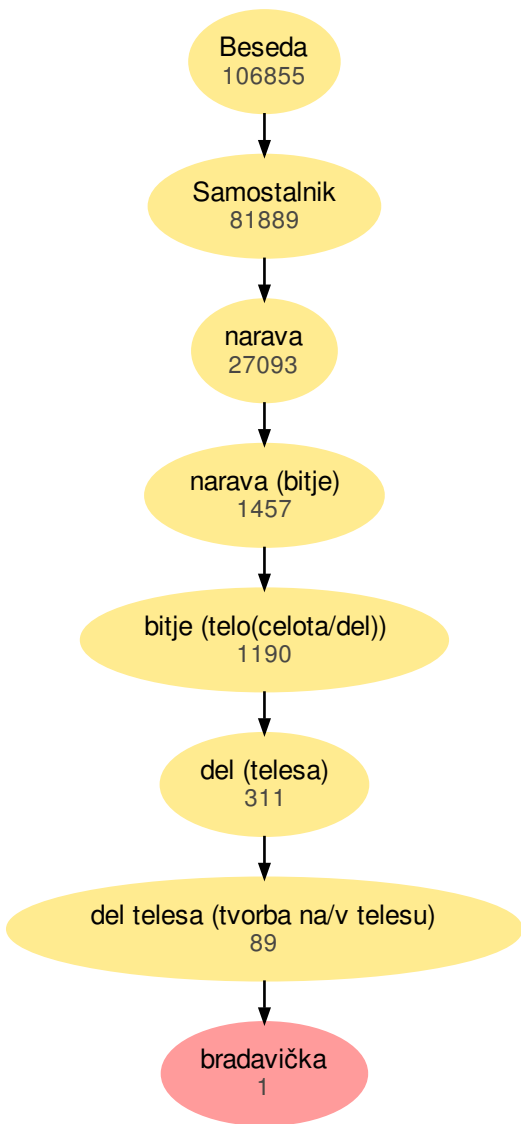 Beseda
106855
Samostalnik
81889
narava
27093
narava (bitje)
1457
bitje (telo(celota/del))
1190
del (telesa)
311
del telesa (tvorba na/v telesu)
89
bradavička
1